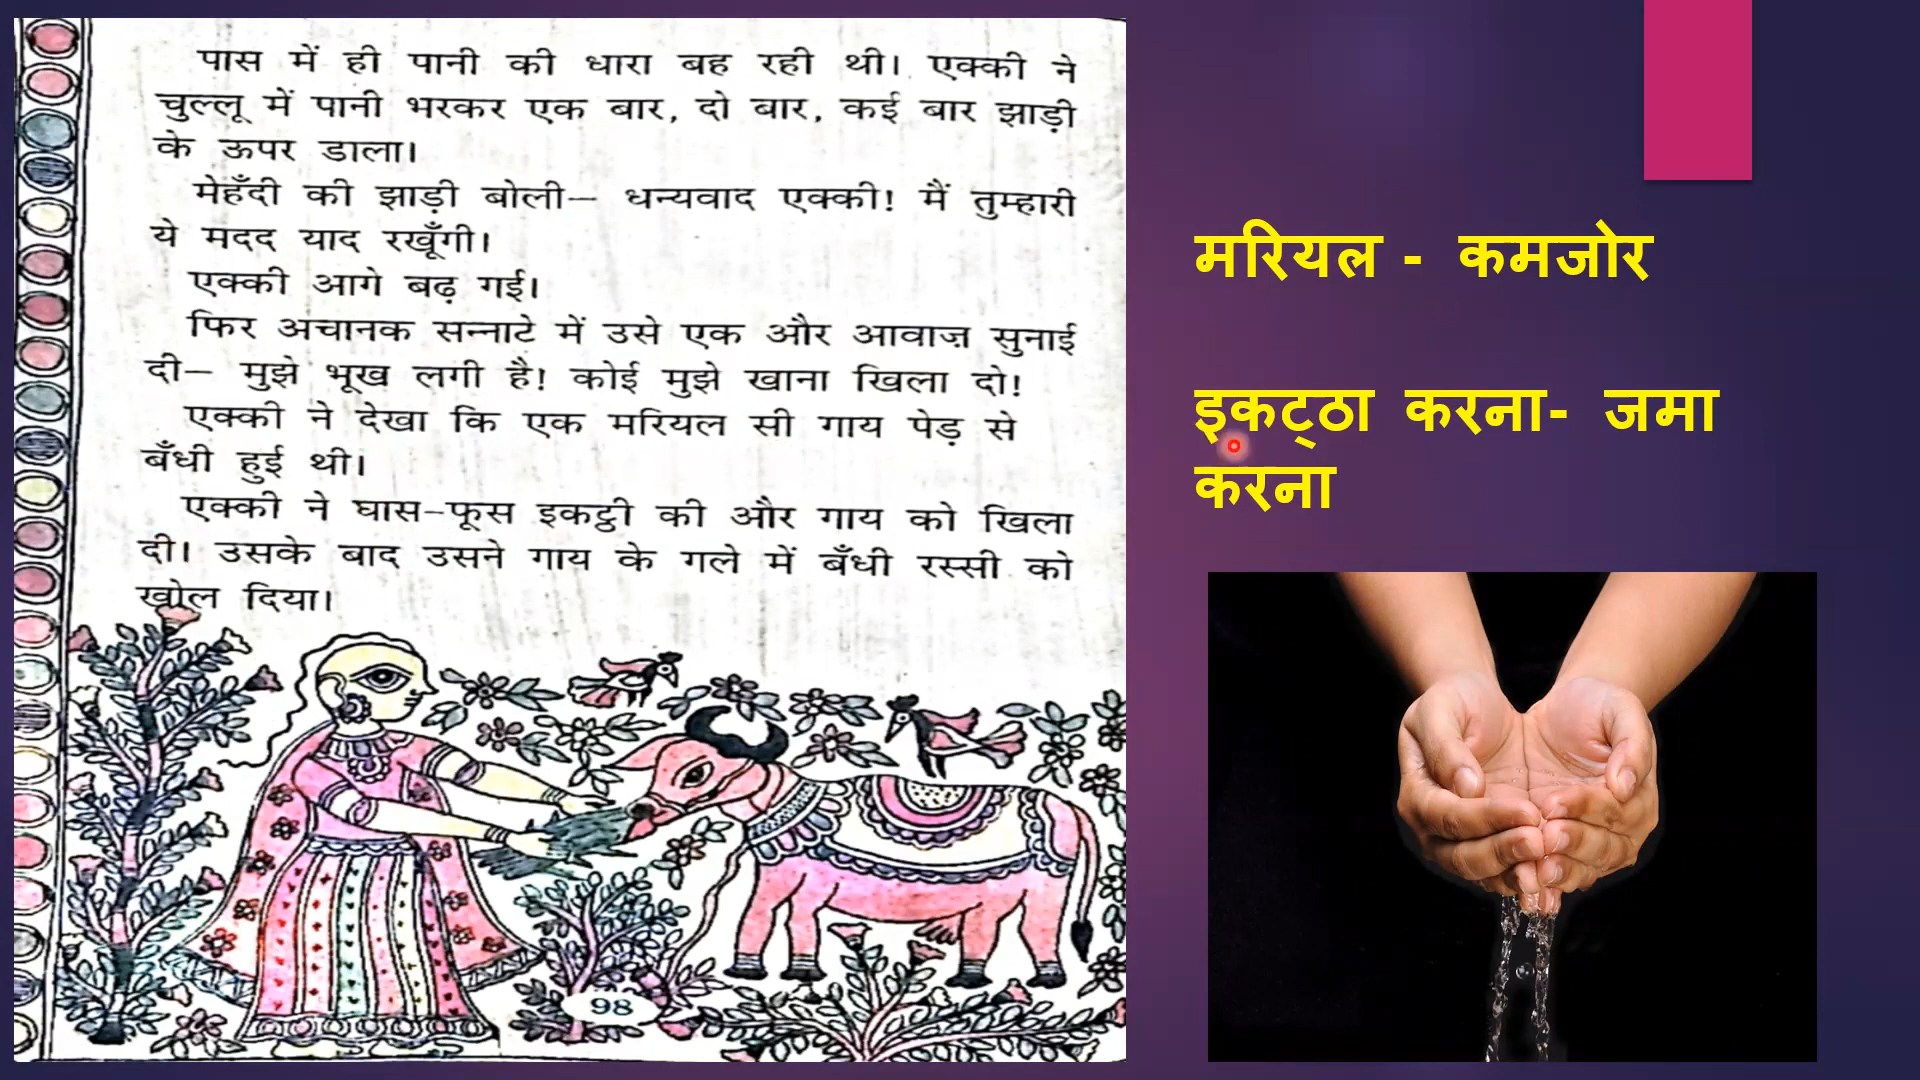 पास में ही पानी की धारा बह रही थी। एक्की ने
चुल्लू में पानी भरकर एक बार, दो बार, कई बार झाड़ी
के ऊपर डाला।
मेहँदी की झाड़ी बोली— धन्यवाद एक्की! मैं तुम्हारी
ये मदद याद रखूँगी।
एक्की आगे बढ़ गई।
फिर अचानक सन्नाटे में उसे एक और आवाज़ सुनाई
दी— मुझे भूख लगी है! कोई मुझे खाना खिला दो!
एक्की ने देखा कि एक मरियल सी गाय पेड़ से
बँधी हुई थी।
एक्की ने घास-फूस इकट्ठी की और गाय को खिला
दी। उसके बाद उसने गाय के गले में बँधी रस्सी को
खोल दिया।
98
मरियल - कमजोर
इकट्ठा करना- जमा
करना